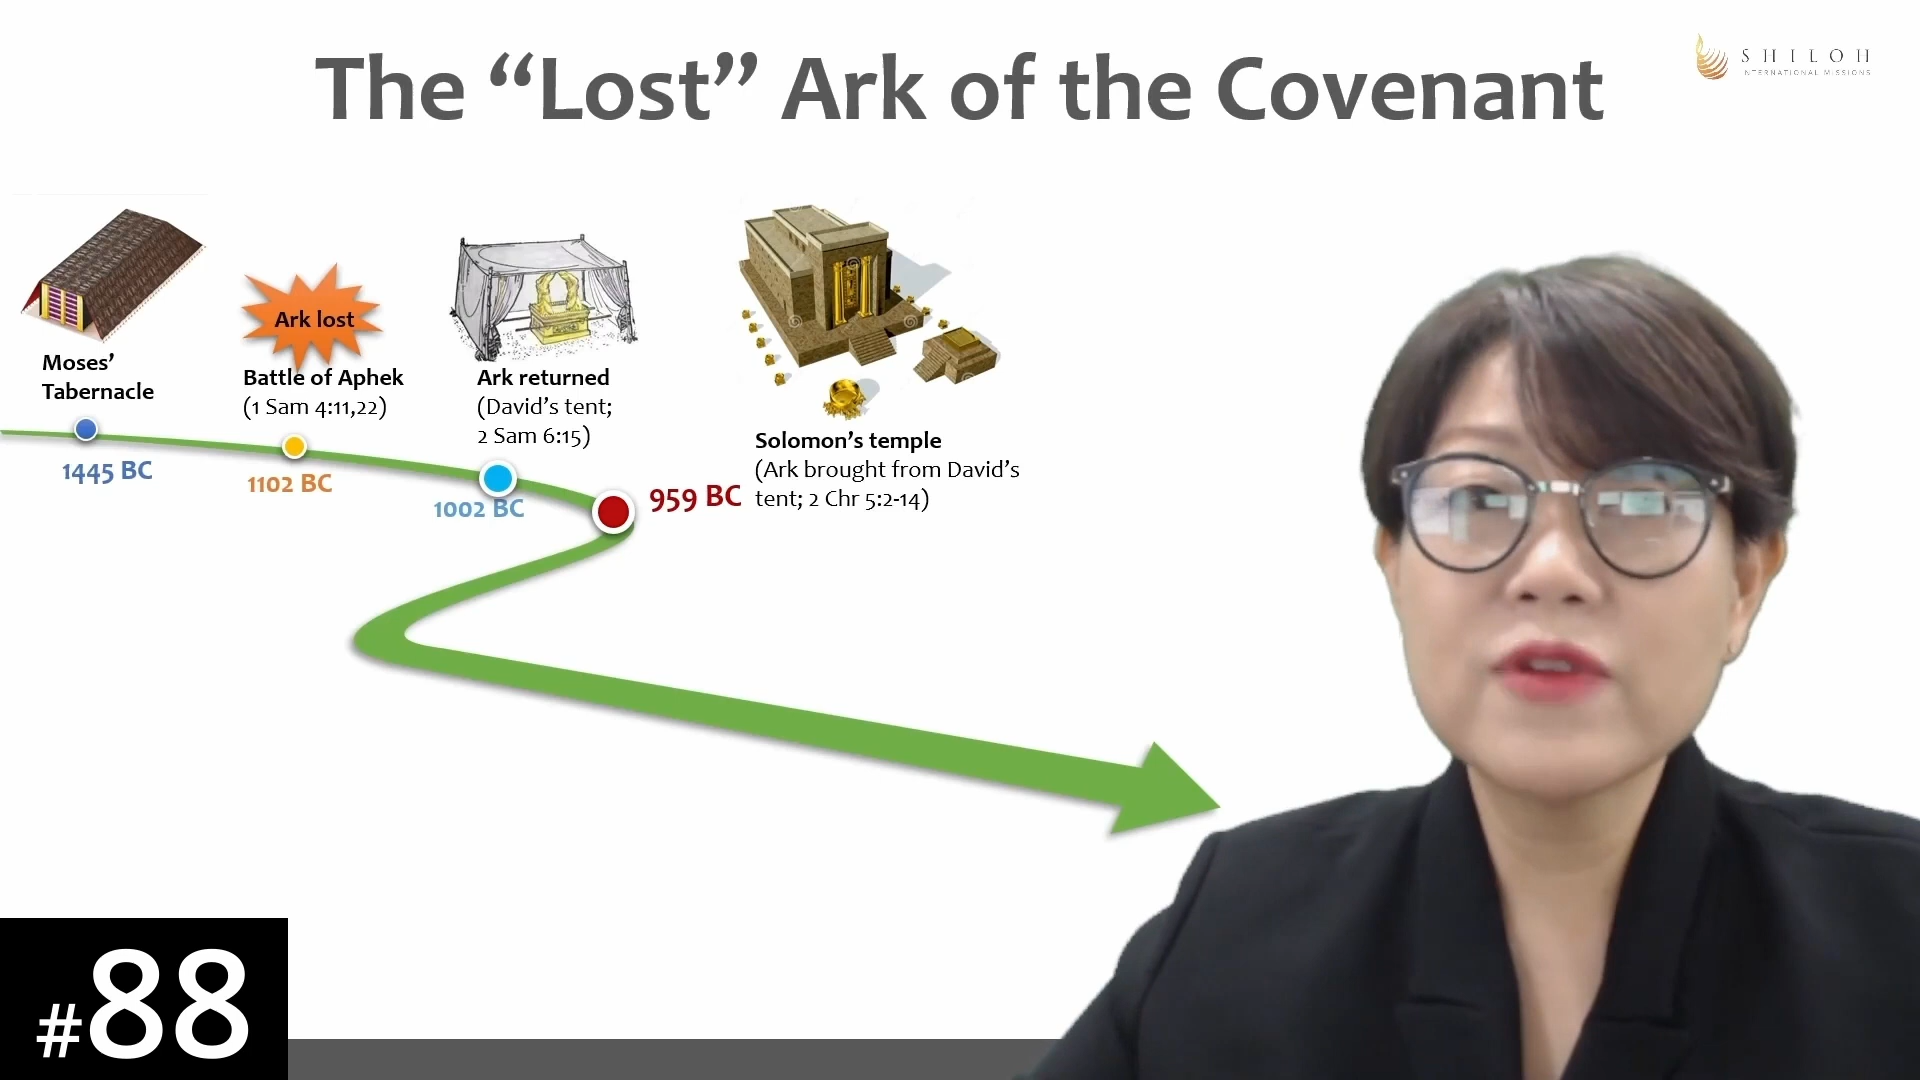 The “Lost” Ark of the Covenant
SHILOH
INTERNATIONAL MISSIONS
Ark lost
Moses’
Tabernacle
1445 BC
Battle of Aphek
(1 Sam 4:11,22)
1102 BC
Ark returned
(David’s tent;
2 Sam 6:15)
1002 BC
959 BC
Solomon’s temple
(Ark brought from David’s
tent; 2 Chr 5:2-14)
#88